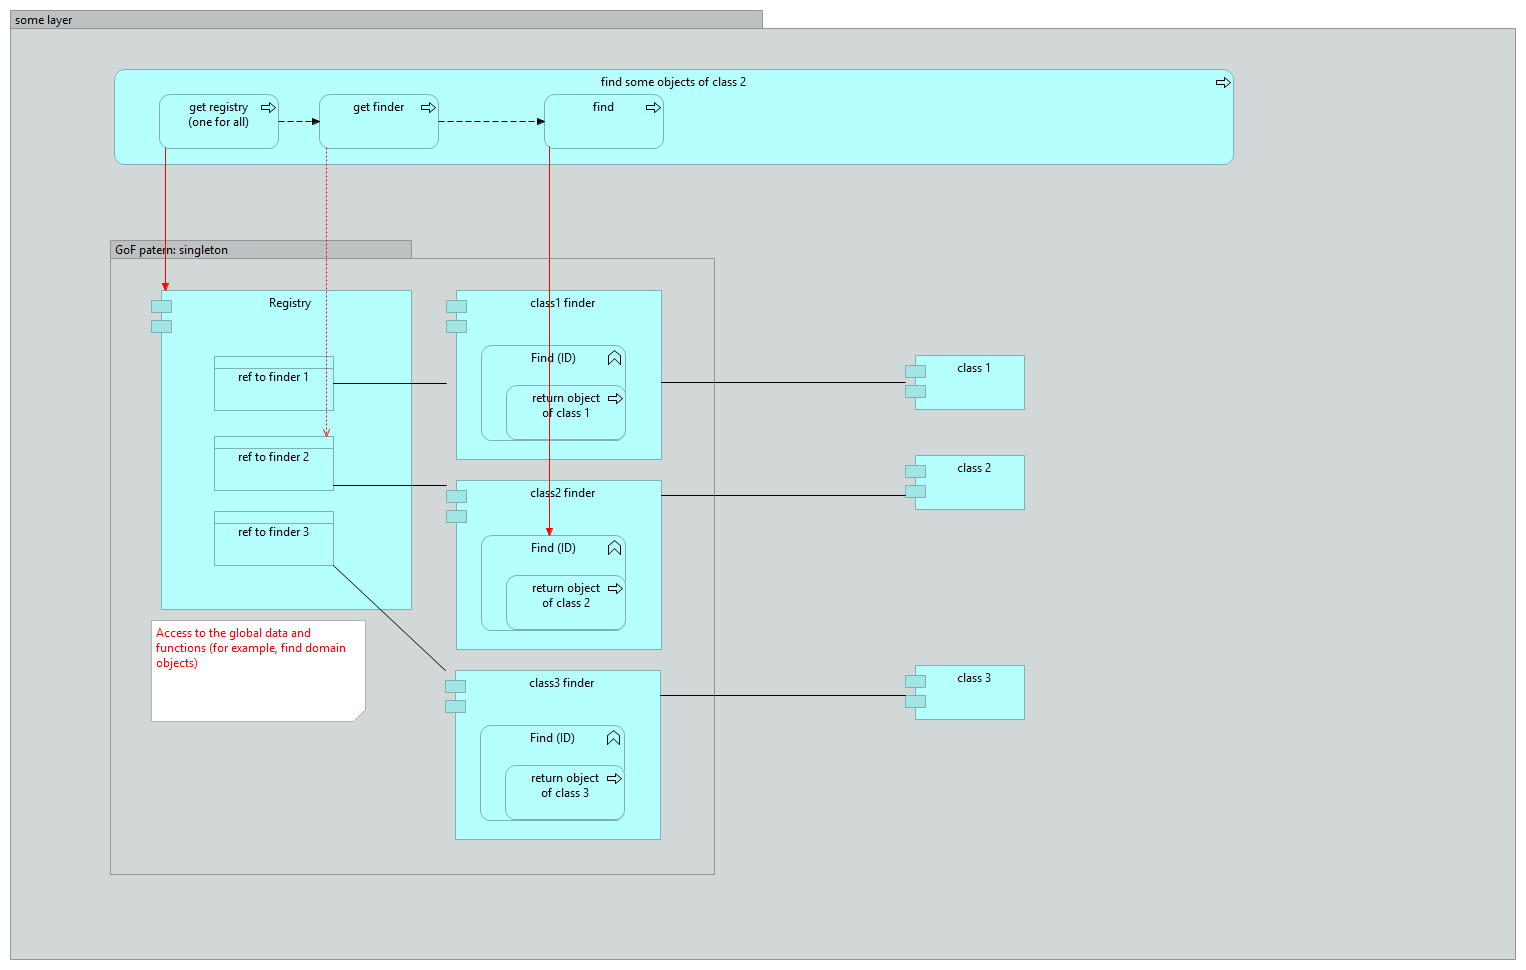 some layer
find some objects of class 2
get registry
(one for all)
get finder
find
GoF patern: singleton
Registry
ref to finder 1
ref to finder 2
ref to finder 3
Access to the global data and
functions (for example, find domain
objects)
class1 finder
Find (ID)
return object
of class 1
class2 finder
Find (ID)
return object
of class 2
class3 finder
Find (ID)
return object
of class 3
class 1
class 2
class 3